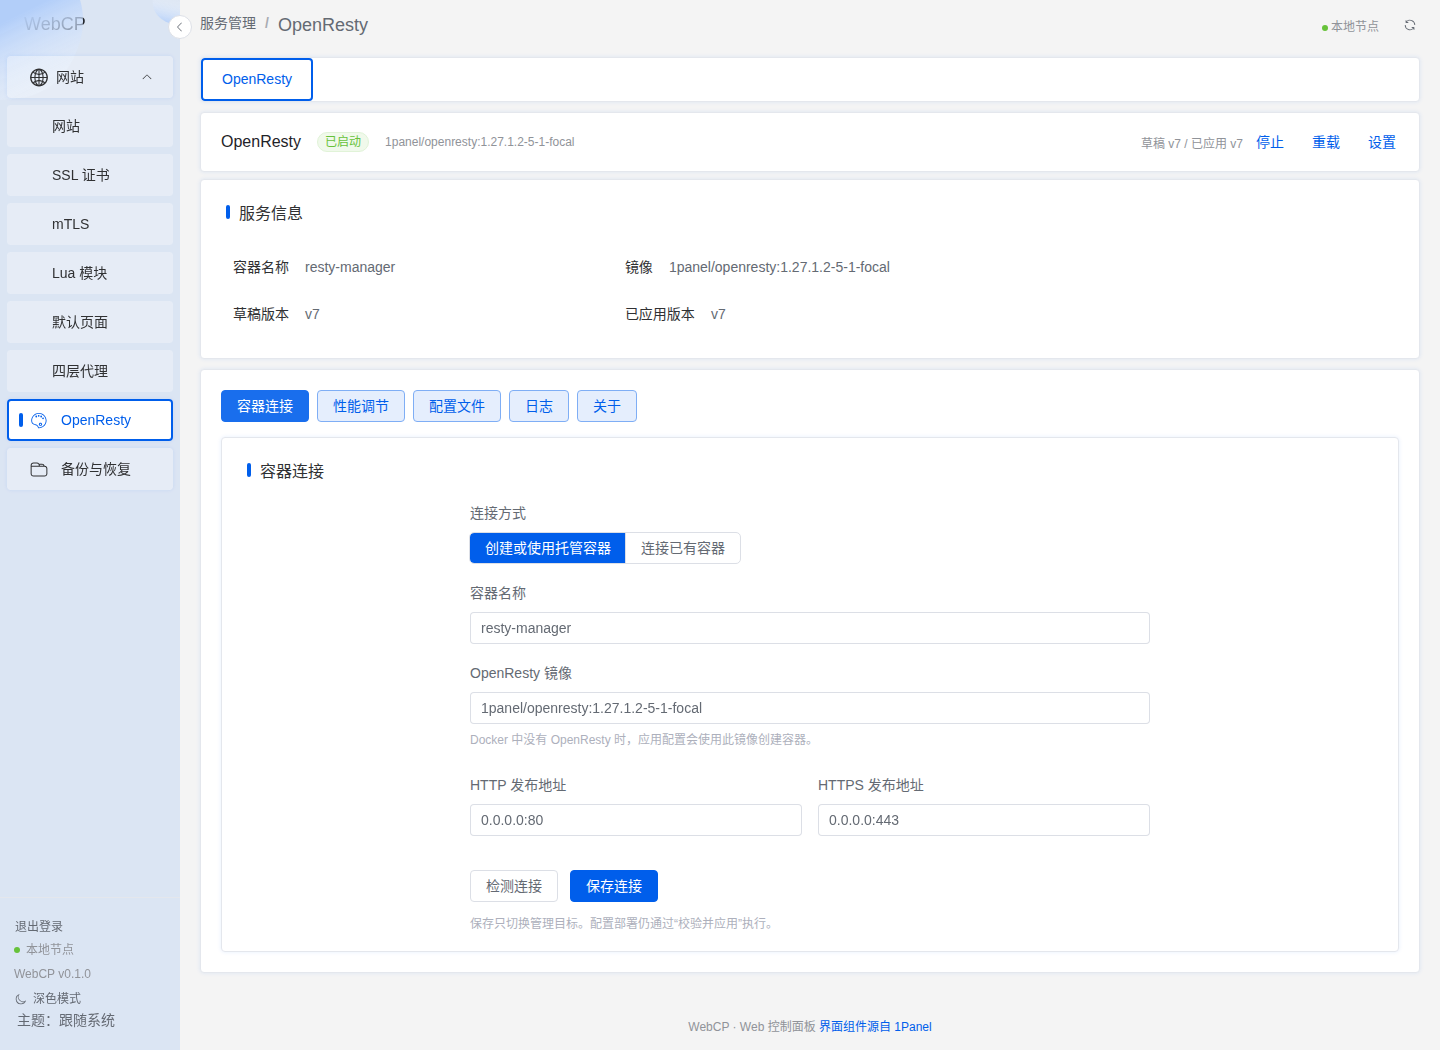 WebCP
网站
网站
SSL 证书
mTLS
Lua 模块
默认页面
四层代理
OpenResty
备份与恢复
退出登录
本地节点
WebCP v0.1.0
深色模式
主题：跟随系统
服务管理 / OpenResty
本地节点
OpenResty
OpenResty 已启动 1panel/openresty:1.27.1.2-5-1-focal 草稿 v7 / 已应用 v7 停止 重载 设置
服务信息
容器名称 resty-manager 镜像 1panel/openresty:1.27.1.2-5-1-focal
草稿版本 v7 已应用版本 v7
容器连接 性能调节 配置文件 日志 关于
容器连接
连接方式
创建或使用托管容器 连接已有容器
容器名称
resty-manager
OpenResty 镜像
1panel/openresty:1.27.1.2-5-1-focal
Docker 中没有 OpenResty 时，应用配置会使用此镜像创建容器。
HTTP 发布地址 HTTPS 发布地址
0.0.0.0:80 0.0.0.0:443
检测连接 保存连接
保存只切换管理目标。配置部署仍通过“校验并应用”执行。
WebCP · Web 控制面板 界面组件源自 1Panel